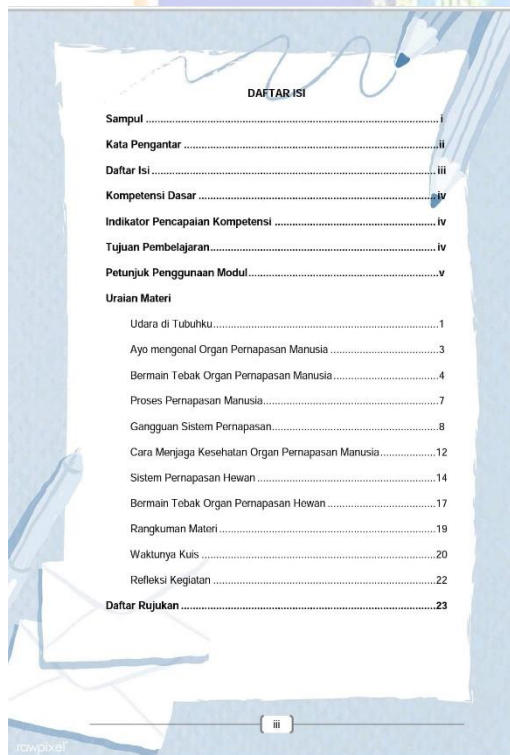 DAFTAR ISI
Sampul ........................................................................................... i
Kata Pengantar ................................................................................ii
Daftar Isi ........................................................................................ iii
Kompetensi Dasar ...........................................................................iv
Indikator Pencapaian Kompetensi .................................................... iv
Tujuan Pembelajaran....................................................................... iv
Petunjuk Penggunaan Modul............................................................v
Uraian Materi
Udara di Tubuhku.........................................................................1
Ayo mengenal Organ Pernapasan Manusia ...................................3
Bermain Tebak Organ Pernapasan Manusia..................................4
Proses Pernapasan Manusia.........................................................7
Gangguan Sistem Pernapasan......................................................8
Cara Menjaga Kesehatan Organ Pernapasan Manusia..................12
Sistem Pernapasan Hewan ..........................................................14
Bermain Tebak Organ Pernapasan Hewan ...................................17
Rangkuman Materi ......................................................................19
Waktunya Kuis ............................................................................20
Refleksi Kegiatan ........................................................................22
Daftar Rujukan ................................................................................23
iii
rawpixel